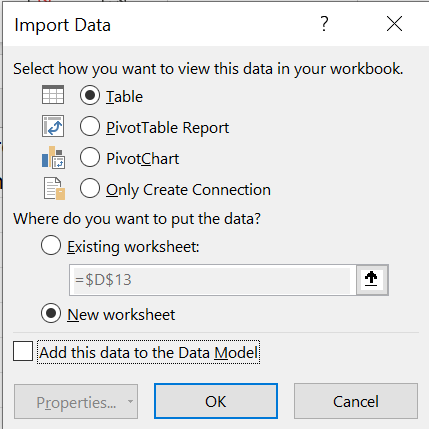 Import Data
?
Select how you want to view this data in your workbook.
Table
PivotTable Report
PivotChart
Only Create Connection
Where do you want to put the data?
Existing worksheet:
=$D$13
New worksheet
Add this data to the Data Model
Properties...
OK
Cancel